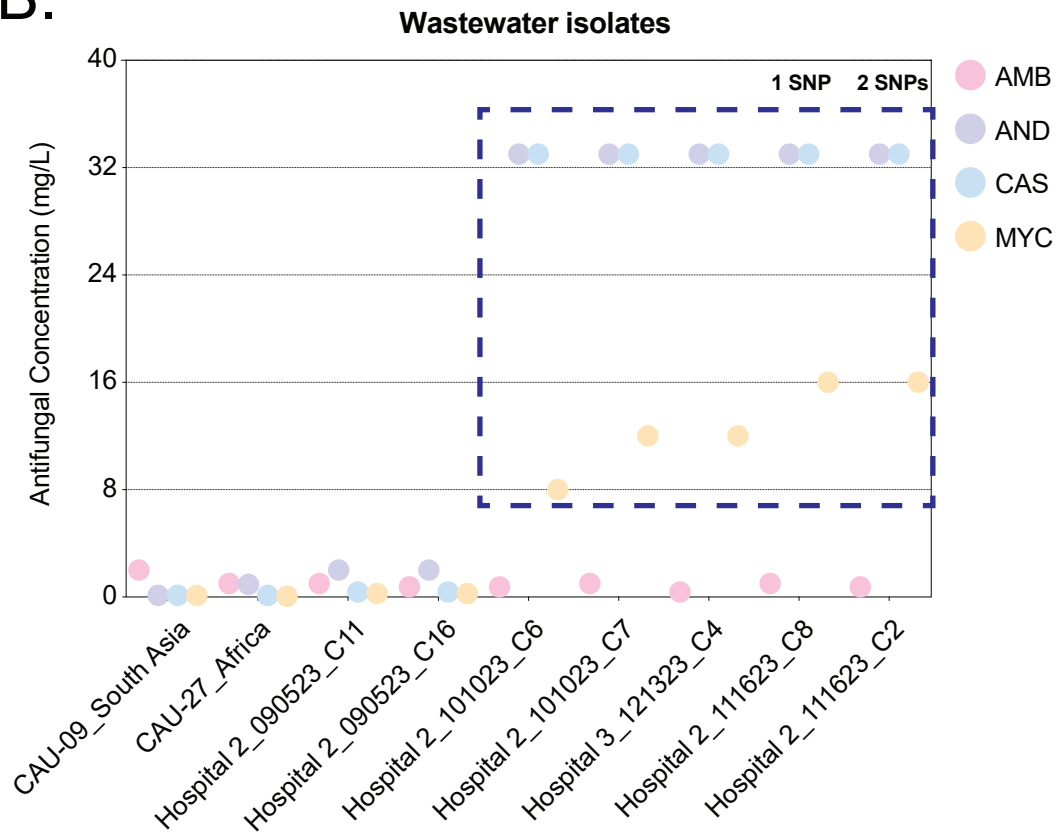 B.
Wastewater isolates
Antifungal Concentration (mg/L)
40
32
24
16
8
0
1 SNP
2 SNPs
AMB
AND
CAS
MYC
CAU-09_South Asia
CAU-27_Africa
Hospital 2_090523_C11
Hospital 2_090523_C16
Hospital 2_101023_C6
Hospital 2_101023_C7
Hospital 3_121323_C4
Hospital 2_111623_C8
Hospital 2_111623_C2